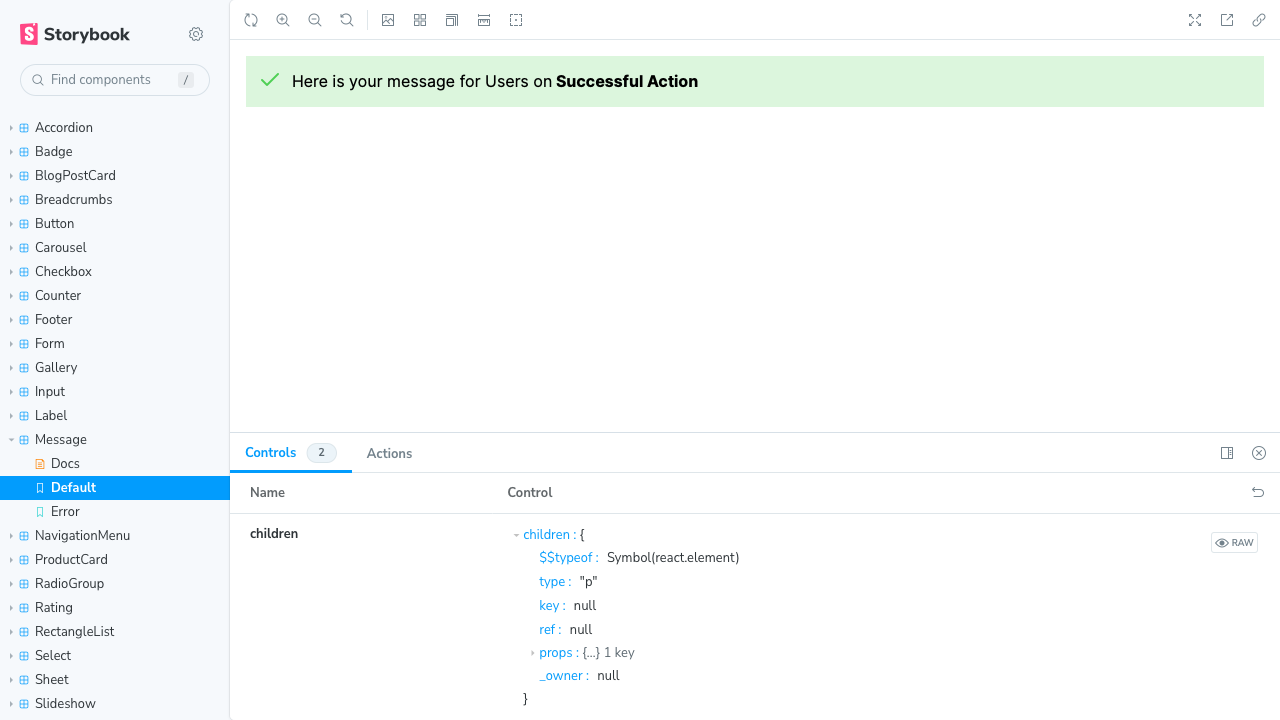 Storybook
Find components /
Accordion
Badge
BlogPostCard
Breadcrumbs
Button
Carousel
Checkbox
Counter
Footer
Form
Gallery
Input
Label
Message
Docs
Default
Error
NavigationMenu
ProductCard
RadioGroup
Rating
RectangleList
Select
Sheet
Slideshow
Here is your message for Users on Successful Action
Controls 2 Actions
Name Control
children
children : {
$$typeof : Symbol(react.element)
type : "p"
key : null
ref : null
props : {...} 1 key
_owner : null
}
RAW